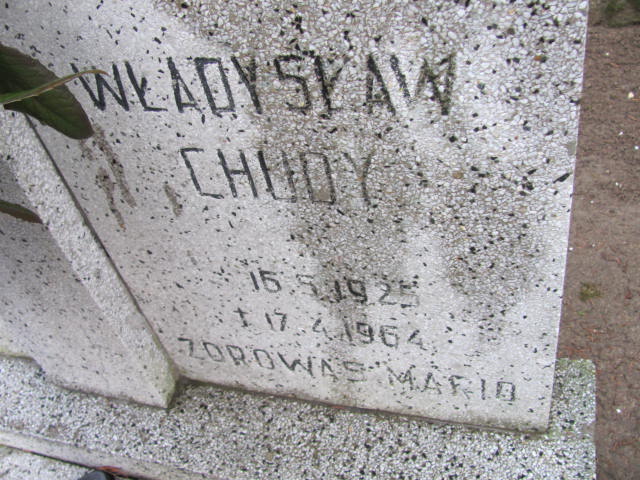 WŁADYSŁAW
CHUDY
15.5.1925
† 17.4.1964
ZDROWAŚ MARIO